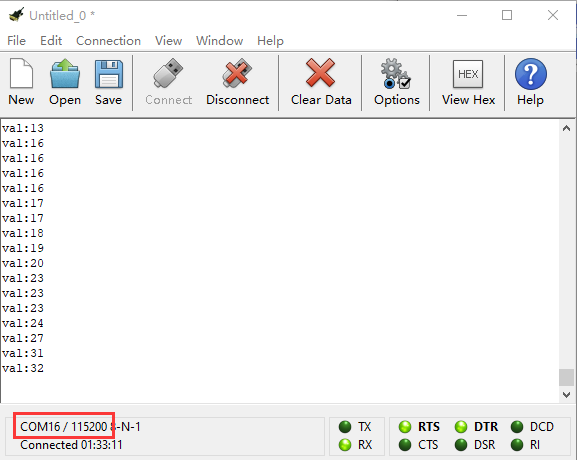 Untitled_0 *
File Edit Connection View Window Help
New Open Save Connect Disconnect Clear Data Options HEX View Hex ? Help
val:13
val:16
val:16
val:16
val:16
val:17
val:17
val:18
val:19
val:20
val:23
val:23
val:23
val:24
val:27
val:31
val:32
COM16 / 115200 8-N-1 TX RTS DTR DCD
Connected 01:33:11 RX CTS DSR RI